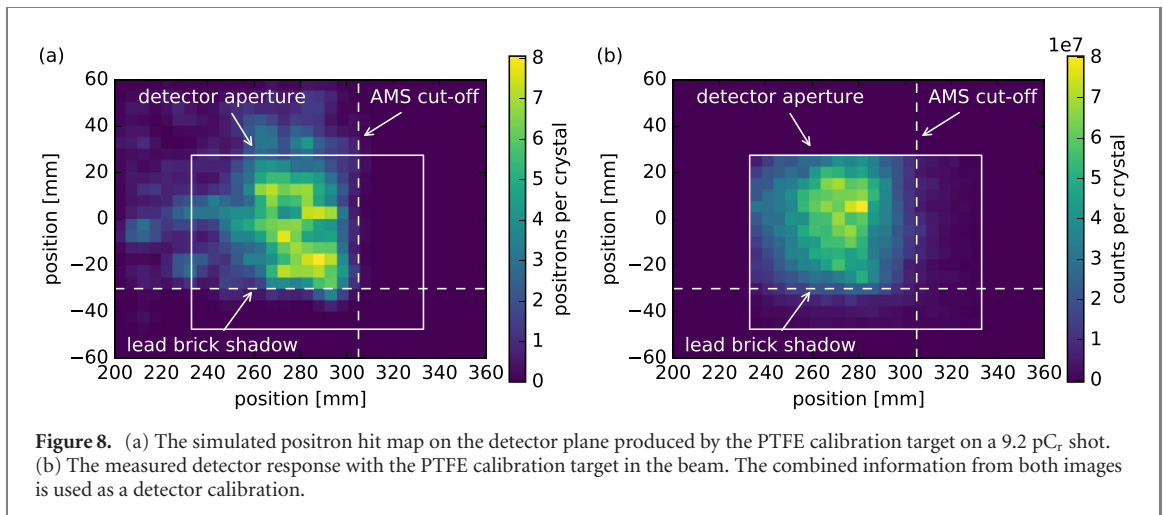 (a)
60
40
20
0
−20
−40
−60
position [mm]
detector aperture
AMS cut-off
lead brick shadow
200 220 240 260 280 300 320 340 360
position [mm]
8
7
6
5
4
3
2
1
0
positrons per crystal
(b)
60
40
20
0
−20
−40
−60
position [mm]
detector aperture
AMS cut-off
lead brick shadow
200 220 240 260 280 300 320 340 360
position [mm]
1e7
8
7
6
5
4
3
2
1
0
counts per crystal
Figure 8. (a) The simulated positron hit map on the detector plane produced by the PTFE calibration target on a 9.2 pCr shot.
(b) The measured detector response with the PTFE calibration target in the beam. The combined information from both images
is used as a detector calibration.